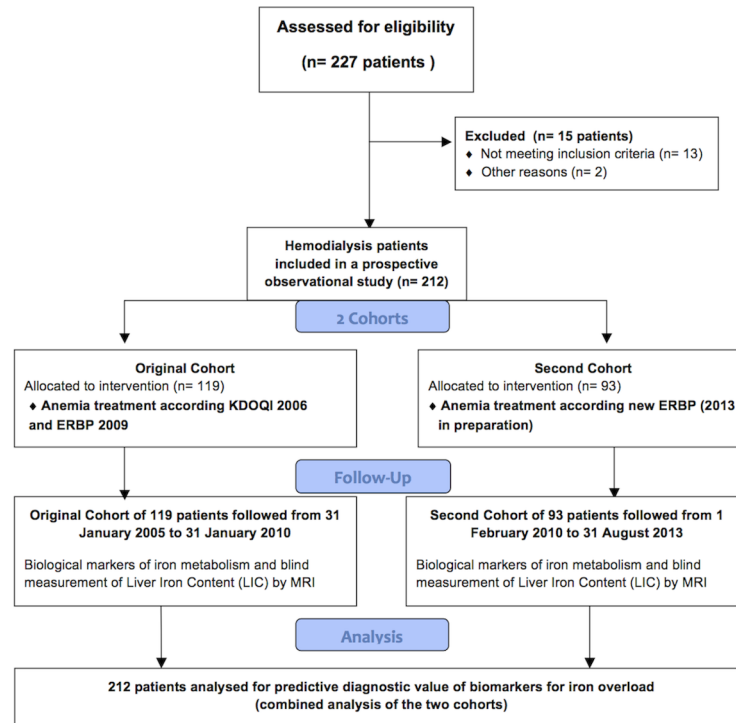 Assessed for eligibility
(n= 227 patients )
Excluded (n= 15 patients)
♦ Not meeting inclusion criteria (n= 13)
♦ Other reasons (n= 2)
Hemodialysis patients
included in a prospective
observational study (n= 212)
2 Cohorts
Original Cohort
Allocated to intervention (n= 119)
♦ Anemia treatment according KDOQI 2006
and ERBP 2009
Second Cohort
Allocated to intervention (n= 93)
♦ Anemia treatment according new ERBP (2013
in preparation)
Follow-Up
Original Cohort of 119 patients followed from 31
January 2005 to 31 January 2010
Biological markers of iron metabolism and blind
measurement of Liver Iron Content (LIC) by MRI
Second Cohort of 93 patients followed from 1
February 2010 to 31 August 2013
Biological markers of iron metabolism and blind
measurement of Liver Iron Content (LIC) by MRI
Analysis
212 patients analysed for predictive diagnostic value of biomarkers for iron overload
(combined analysis of the two cohorts)